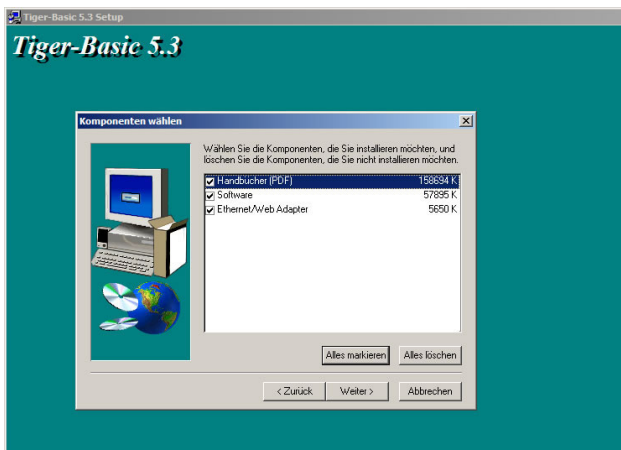 Tiger-Basic 5.3 Setup
Tiger-Basic 5.3
Komponenten wählen
Wählen Sie die Komponenten, die Sie installieren möchten, und
löschen Sie die Komponenten, die Sie nicht installieren möchten.
Handbücher (PDF) 158694 K
Software 57895 K
Ethernet/Web Adapter 5650 K
Alles markieren Alles löschen
< Zurück Weiter > Abbrechen